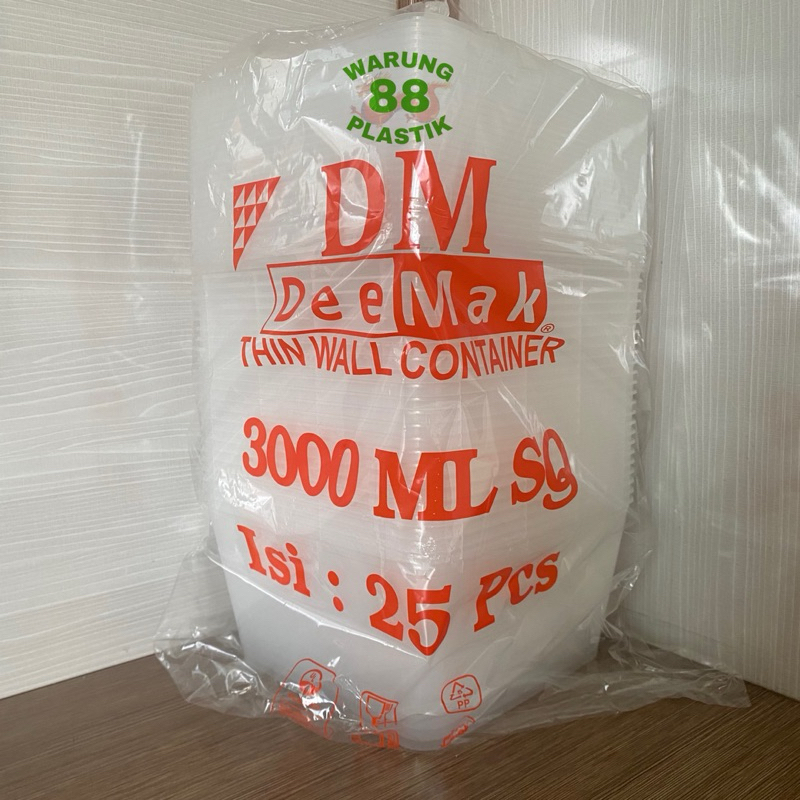 WARUNG
88
PLASTIK
DM
DeeMak®
THIN WALL CONTAINER
3000 ML SQ
Isi : 25 Pcs
PP